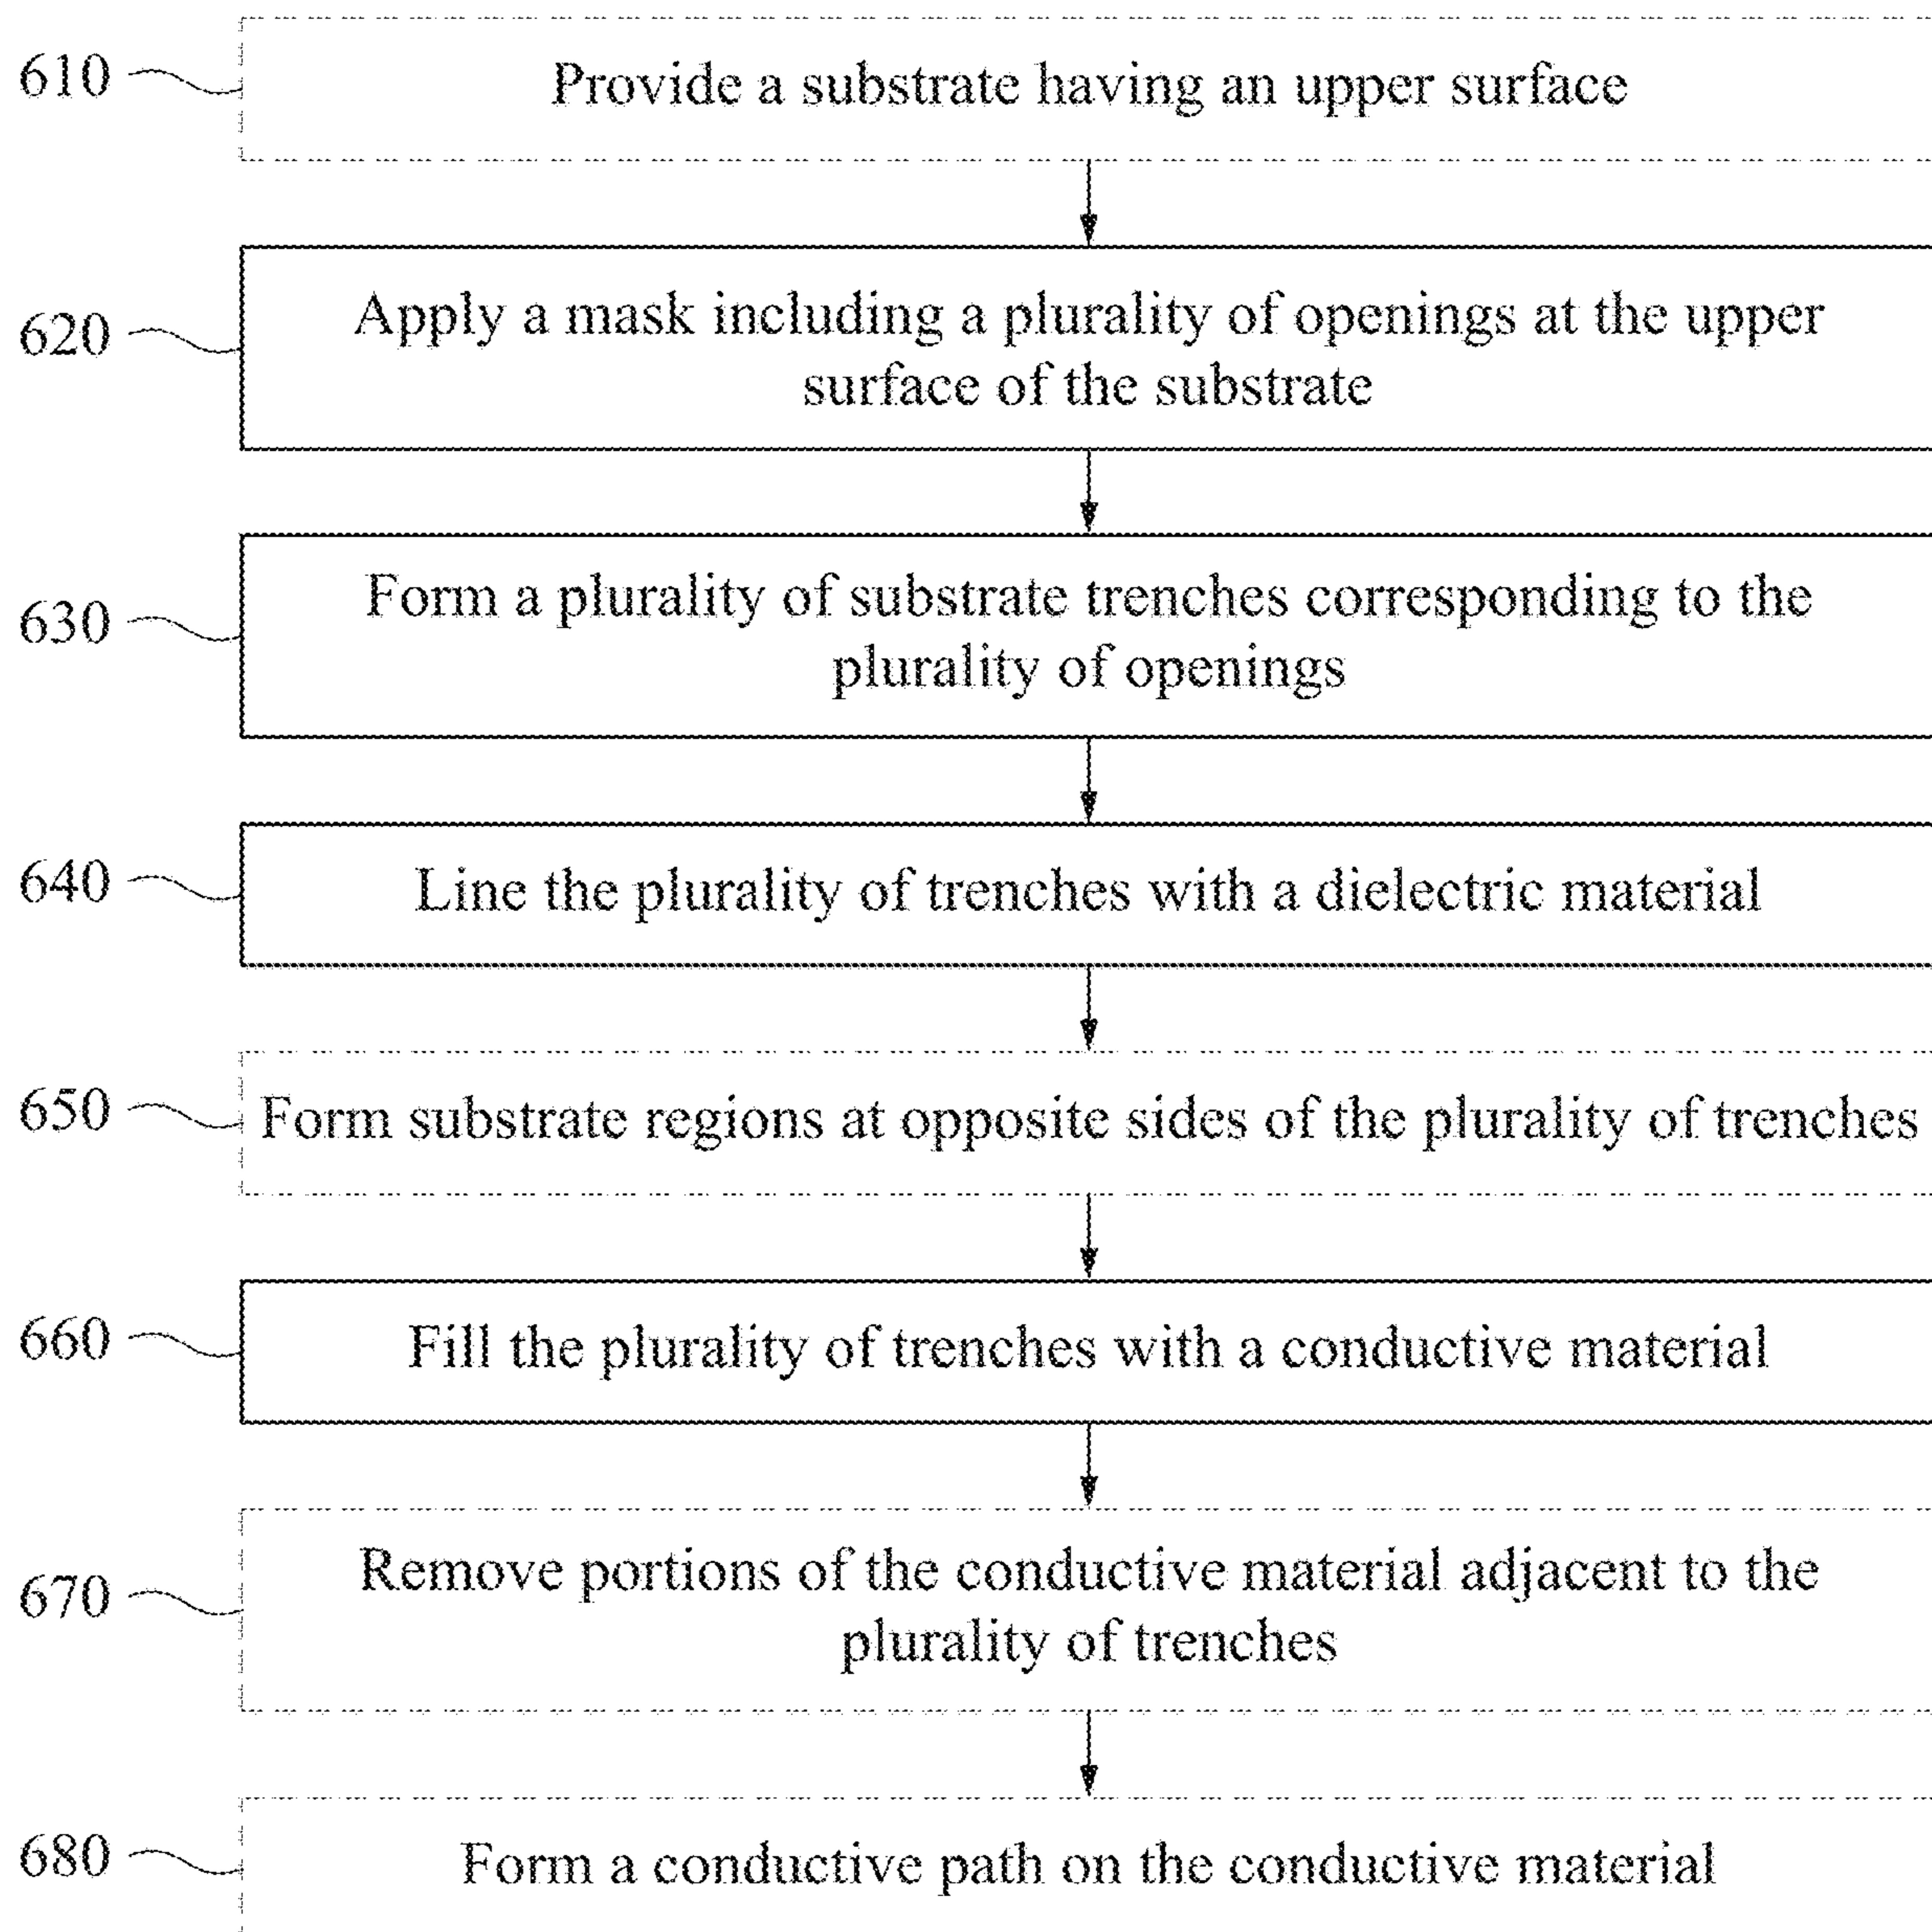 610
Provide a substrate having an upper surface
620
Apply a mask including a plurality of openings at the upper
surface of the substrate
630
Form a plurality of substrate trenches corresponding to the
plurality of openings
640
Line the plurality of trenches with a dielectric material
650
Form substrate regions at opposite sides of the plurality of trenches
660
Fill the plurality of trenches with a conductive material
670
Remove portions of the conductive material adjacent to the
plurality of trenches
680
Form a conductive path on the conductive material